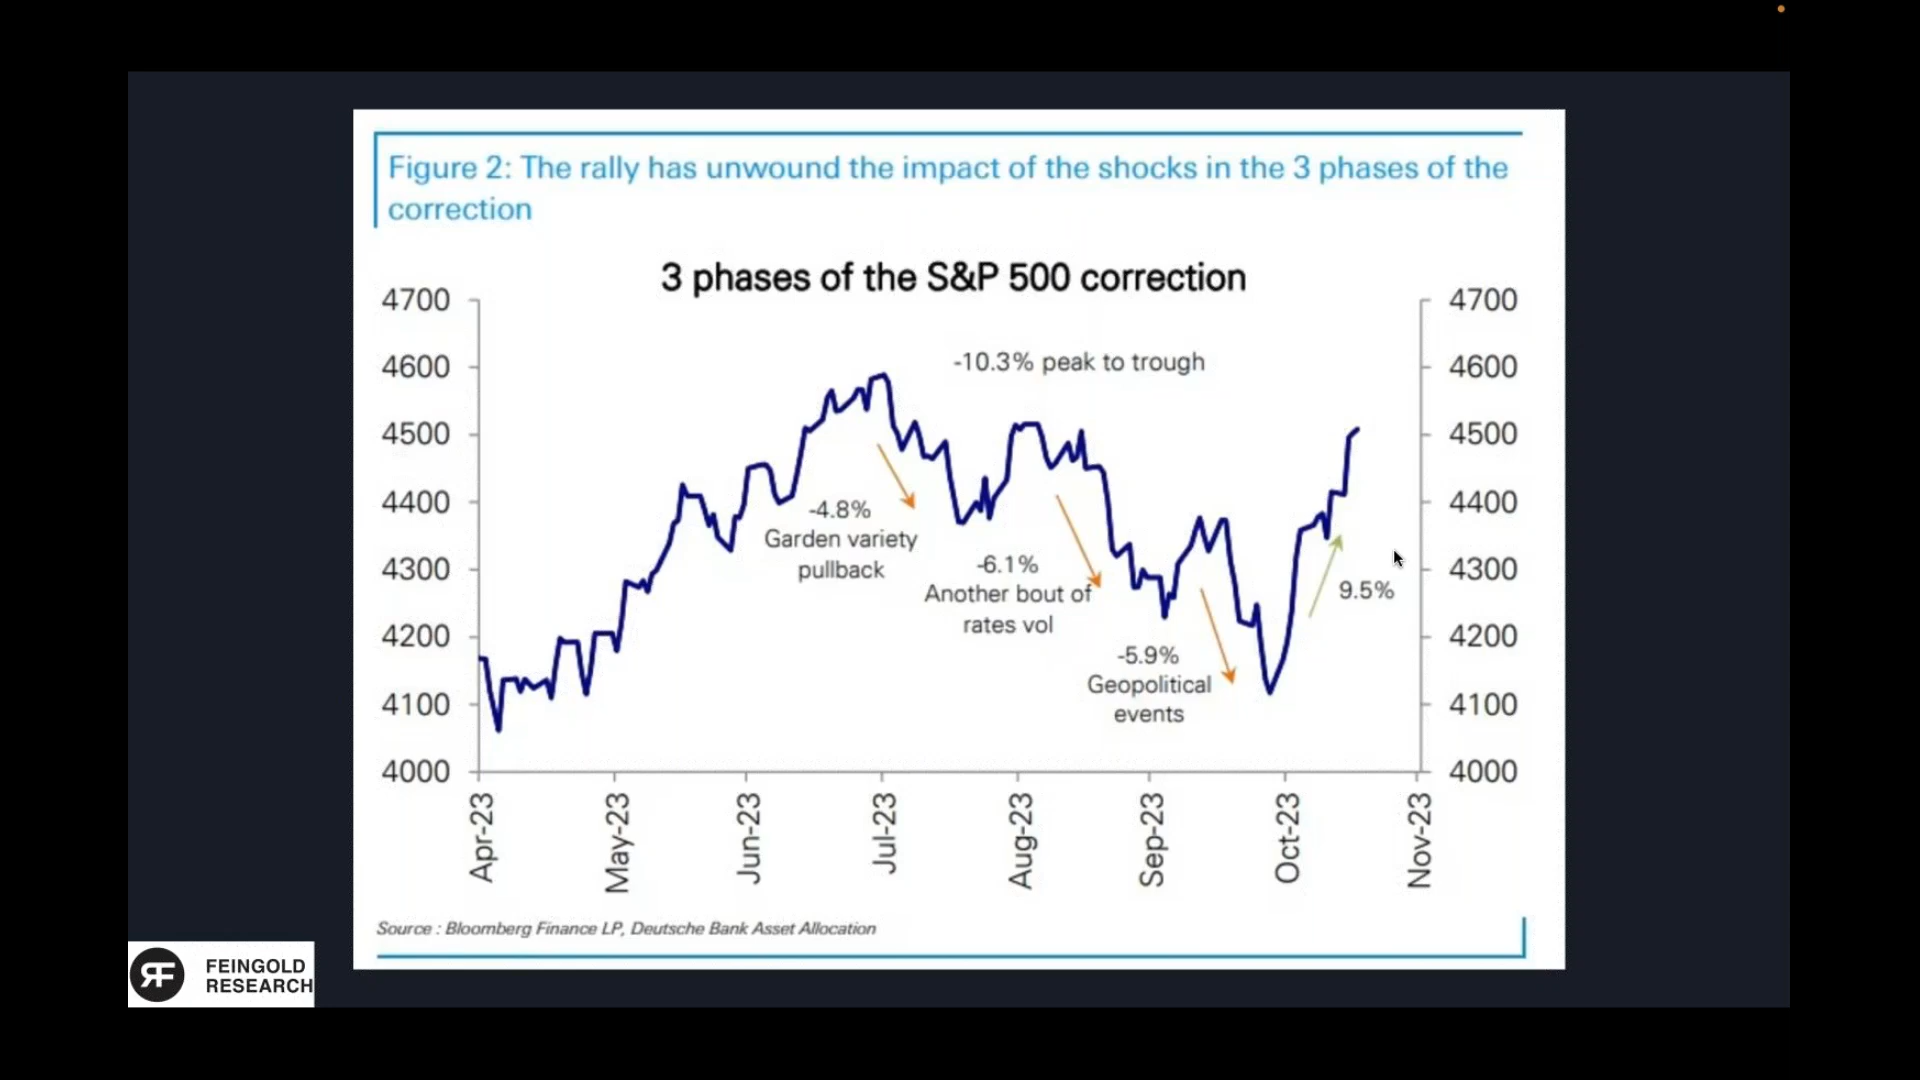 Figure 2: The rally has unwound the impact of the shocks in the 3 phases of the
correction
3 phases of the S&P 500 correction
4700
4600
4500
4400
4300
4200
4100
4000
-10.3% peak to trough
-4.8%
Garden variety
pullback
-6.1%
Another bout of
rates vol
-5.9%
Geopolitical
events
9.5%
4700
4600
4500
4400
4300
4200
4100
4000
Apr-23
May-23
Jun-23
Jul-23
Aug-23
Sep-23
Oct-23
Nov-23
Source : Bloomberg Finance LP, Deutsche Bank Asset Allocation
RF
FEINGOLD
RESEARCH